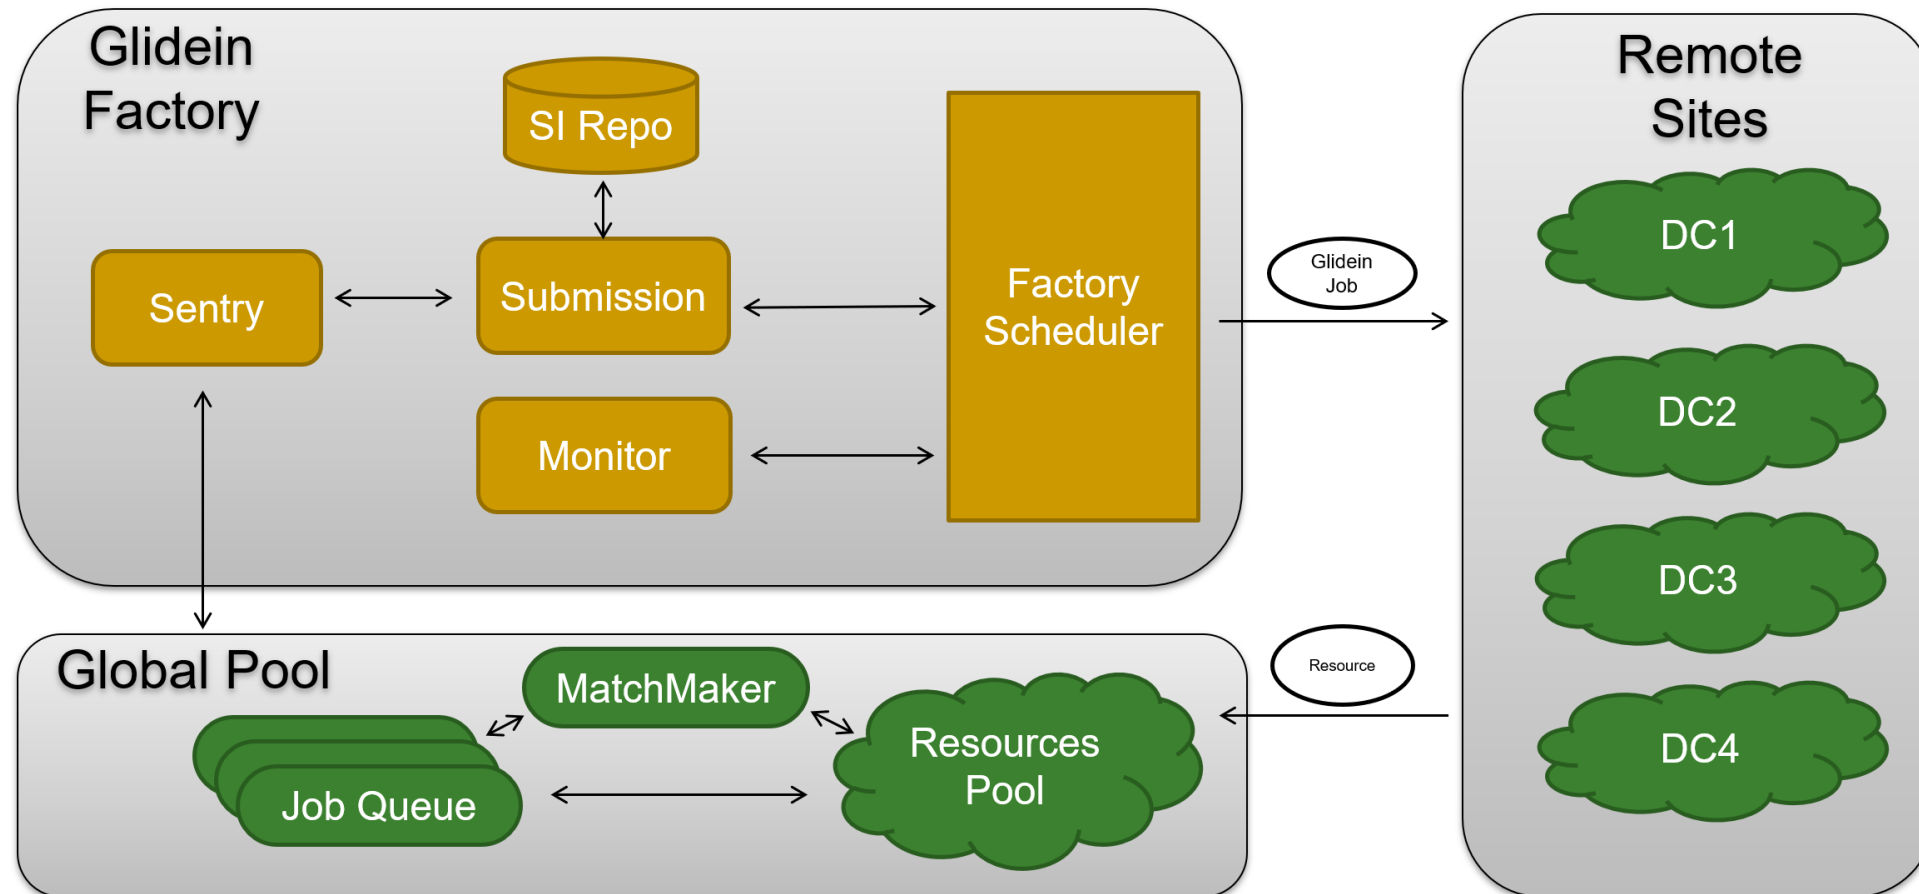 Glidein
Factory
SI Repo
Sentry
Submission
Monitor
Factory
Scheduler
Glidein
Job
Remote
Sites
DC1
DC2
DC3
DC4
Resource
Global Pool
MatchMaker
Job Queue
Resources
Pool